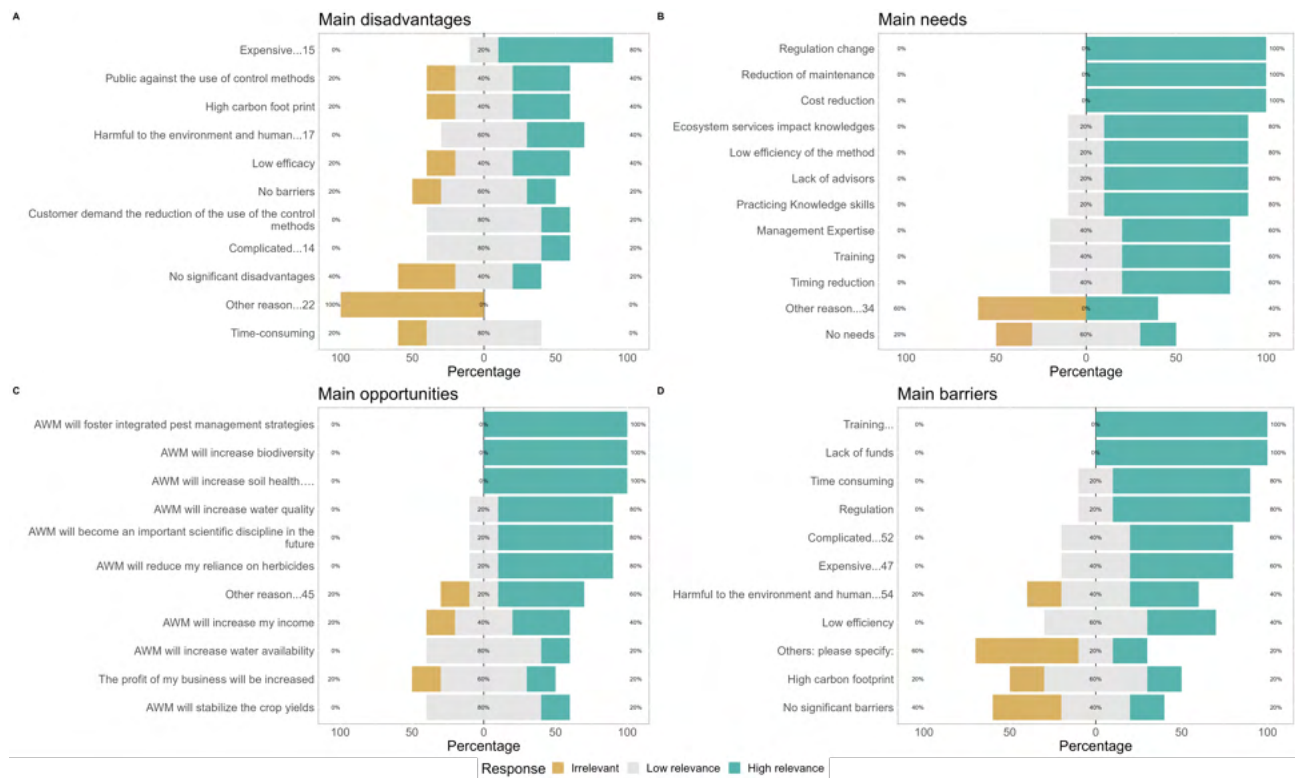 A
Main disadvantages
Expensive...15 0% 20% 80%
Public against the use of control methods 20% 40% 40%
High carbon foot print 20% 40% 40%
Harmful to the environment and human...17 0% 60% 40%
Low efficacy 20% 40% 40%
No barriers 20% 60% 20%
Customer demand the reduction of the use of the control
methods 0% 80% 20%
Complicated...14 0% 80% 20%
No significant disadvantages 40% 40% 20%
Other reason...22 100% 0% 0%
Time-consuming 20% 80% 0%
100 50 0 50 100
Percentage
B
Main needs
Regulation change 0% 0% 100%
Reduction of maintenance 0% 0% 100%
Cost reduction 0% 0% 100%
Ecosystem services impact knowledges 0% 20% 80%
Low efficiency of the method 0% 20% 80%
Lack of advisors 0% 20% 80%
Practicing Knowledge skills 0% 20% 80%
Management Expertise 0% 40% 60%
Training 0% 40% 60%
Timing reduction 0% 40% 60%
Other reason...34 60% 0% 40%
No needs 20% 60% 20%
100 50 0 50 100
Percentage
C
Main opportunities
AWM will foster integrated pest management strategies 0% 0% 100%
AWM will increase biodiversity 0% 0% 100%
AWM will increase soil health.... 0% 0% 100%
AWM will increase water quality 0% 20% 80%
AWM will become an important scientific discipline in the
future 0% 20% 80%
AWM will reduce my reliance on herbicides 0% 20% 80%
Other reason...45 20% 20% 60%
AWM will increase my income 20% 40% 40%
AWM will increase water availability 0% 80% 20%
The profit of my business will be increased 20% 60% 20%
AWM will stabilize the crop yields 0% 80% 20%
100 50 0 50 100
Percentage
D
Main barriers
Training... 0% 0% 100%
Lack of funds 0% 0% 100%
Time consuming 0% 20% 80%
Regulation 0% 20% 80%
Complicated...52 0% 40% 60%
Expensive...47 0% 40% 60%
Harmful to the environment and human...54 20% 40% 40%
Low efficiency 0% 60% 40%
Others: please specify: 60% 20% 20%
High carbon footprint 20% 60% 20%
No significant barriers 40% 40% 20%
100 50 0 50 100
Percentage
Response Irrelevant Low relevance High relevance